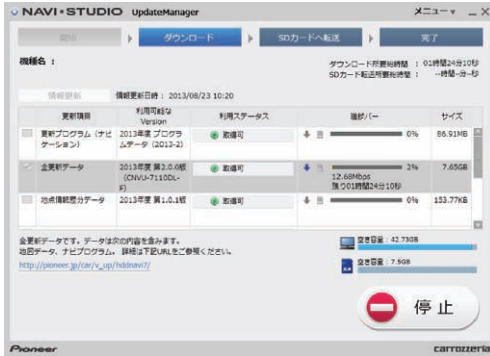 NAVI*STUDIO UpdateManager
メニュー
開始
ダウンロード
SDカードへ転送
完了
機種名 :
ダウンロード所要総時間 : 01時間24分10秒
SDカード転送所要総時間 : --時間-分-秒
情報更新
情報更新日時 : 2013/08/23 10:20
更新項目
利用可能な
Version
利用ステータス
進捗バー
サイズ
更新プログラム (ナビ
ゲーション)
2013年度 プログラ
ムデータ (2013-2)
取得可
0%
86.91MB
全更新データ
2013年度 第2.0.0版
(CNVU-7110DL-
F)
取得可
2%
12.68Mbps
残り01時間24分10秒
7.65GB
地点情報差分データ
2013年度 第1.0.1版
取得可
0%
153.77KB
全更新データです。データは次の内容を含みます。
地図データ、ナビプログラム。 詳細は下記URLをご参照ください。
http://pioneer.jp/car/v_up/hddnavi7/
空き容量 : 42.73GB
空き容量 : 7.5GB
停止
Pioneer
carrozzeria